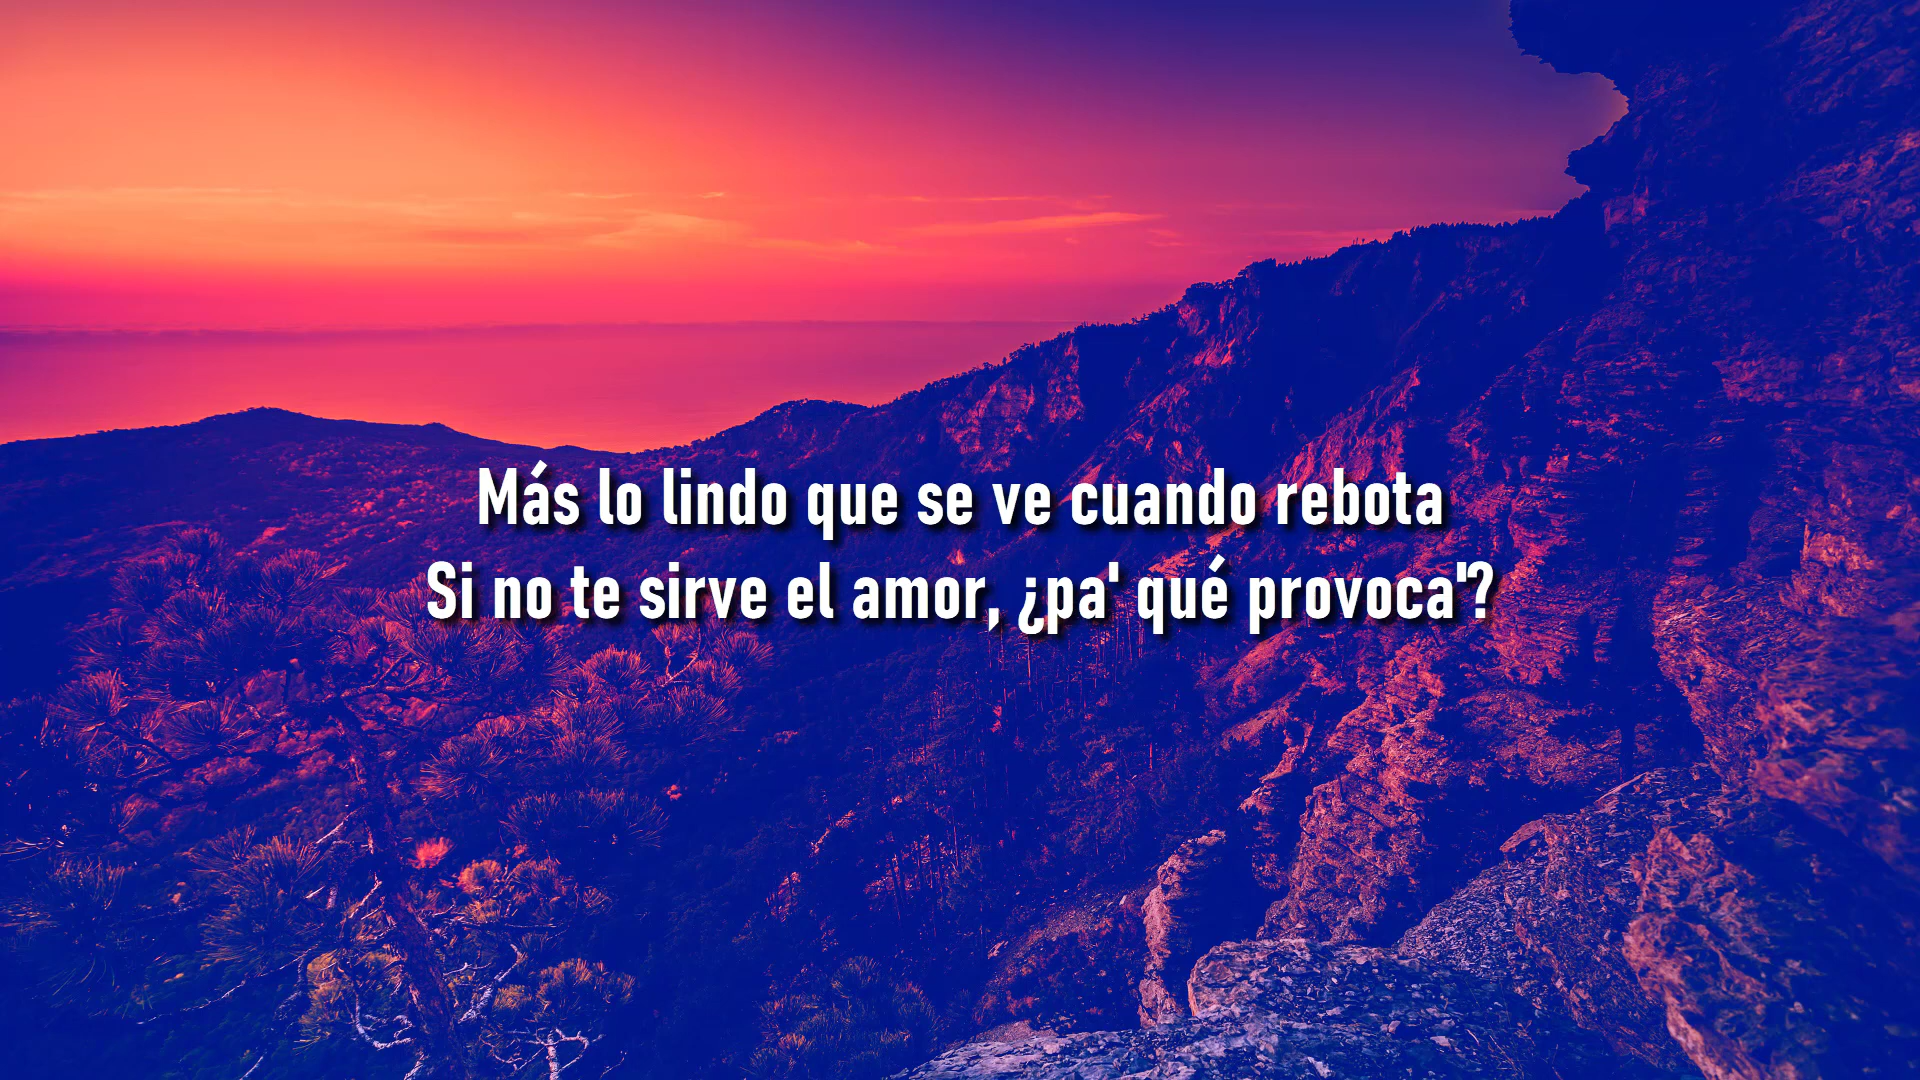 Más lo lindo que se ve cuando rebota
Si no te sirve el amor, ¿pa' qué provoca'?